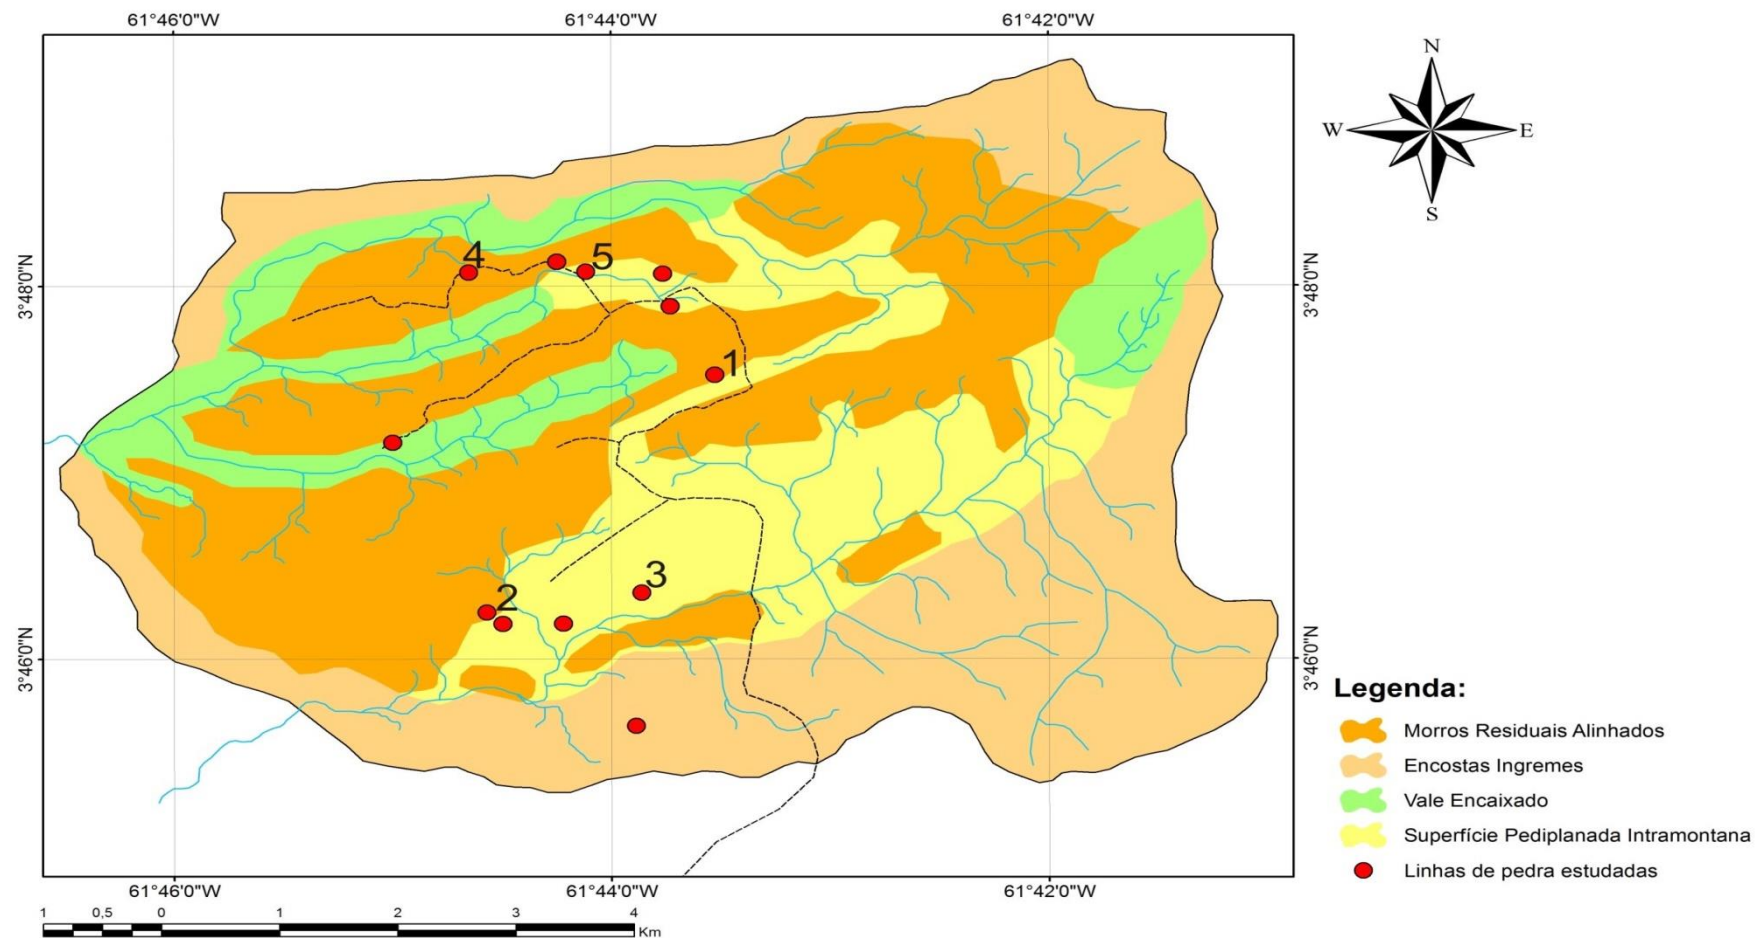 61°46'0"W 61°44'0"W 61°42'0"W
N
W E
S
3°48'0"N 3°48'0"N
4 5
1
2 3
3°46'0"N 3°46'0"N
Legenda:
Morros Residuais Alinhados
Encostas Ingremes
Vale Encaixado
Superfície Pediplanada Intramontana
Linhas de pedra estudadas
61°46'0"W 61°44'0"W 61°42'0"W
1 0,5 0 1 2 3 4
Km